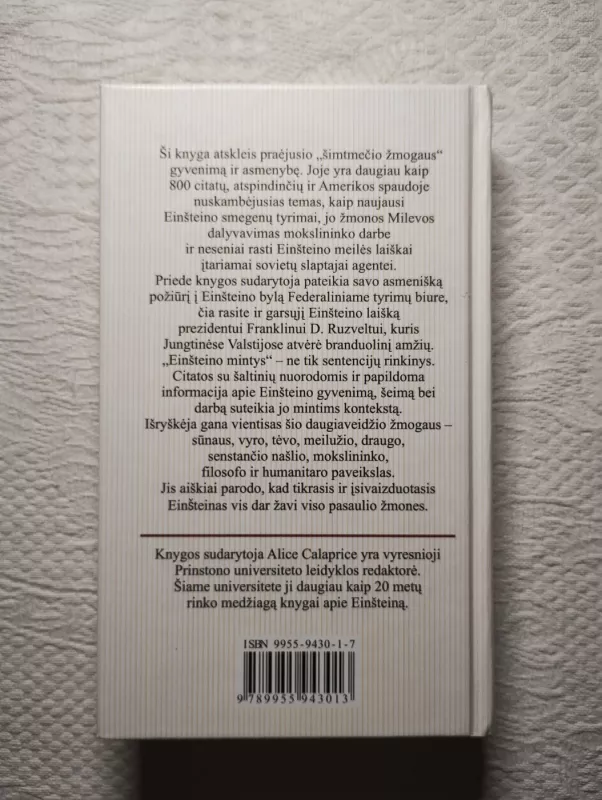 Ši knyga atskleis praėjusio „šimtmečio žmogaus“
gyvenimą ir asmenybę. Joje yra daugiau kaip
800 citatų, atspindinčių ir Amerikos spaudoje
nuskambėjusias temas, kaip naujausi
Einšteino smegenų tyrimai, jo žmonos Milevos
dalyvavimas mokslininko darbe
ir neseniai rasti Einšteino meilės laiškai
įtariamai sovietų slaptajai agentei.
Priede knygos sudarytoja pateikia savo asmenišką
požiūrį į Einšteino bylą Federaliniame tyrimų biure,
čia rasite ir garsųjį Einšteino laišką
prezidentui Franklinui D. Ruzveltui, kuris
Jungtinėse Valstijose atvėrė branduolinį amžių.
„Einšteino mintys“ – ne tik sentencijų rinkinys.
Citatos su šaltinių nuorodomis ir papildoma
informacija apie Einšteino gyvenimą, šeimą bei
darbą suteikia jo mintims kontekstą.
Išryškėja gana vientisas šio daugiaveidžio žmogaus –
sūnaus, vyro, tėvo, meilužio, draugo,
senstančio našlio, mokslininko,
filosofo ir humanitaro paveikslas.
Jis aiškiai parodo, kad tikrasis ir įsivaizduotasis
Einšteinas vis dar žavi viso pasaulio žmones.
Knygos sudarytoja Alice Calaprice yra vyresnioji
Prinstono universiteto leidyklos redaktorė.
Šiame universitete ji daugiau kaip 20 metų
rinko medžiagą knygai apie Einšteiną.
ISBN 9955-9430-1-7
9 789955 943013